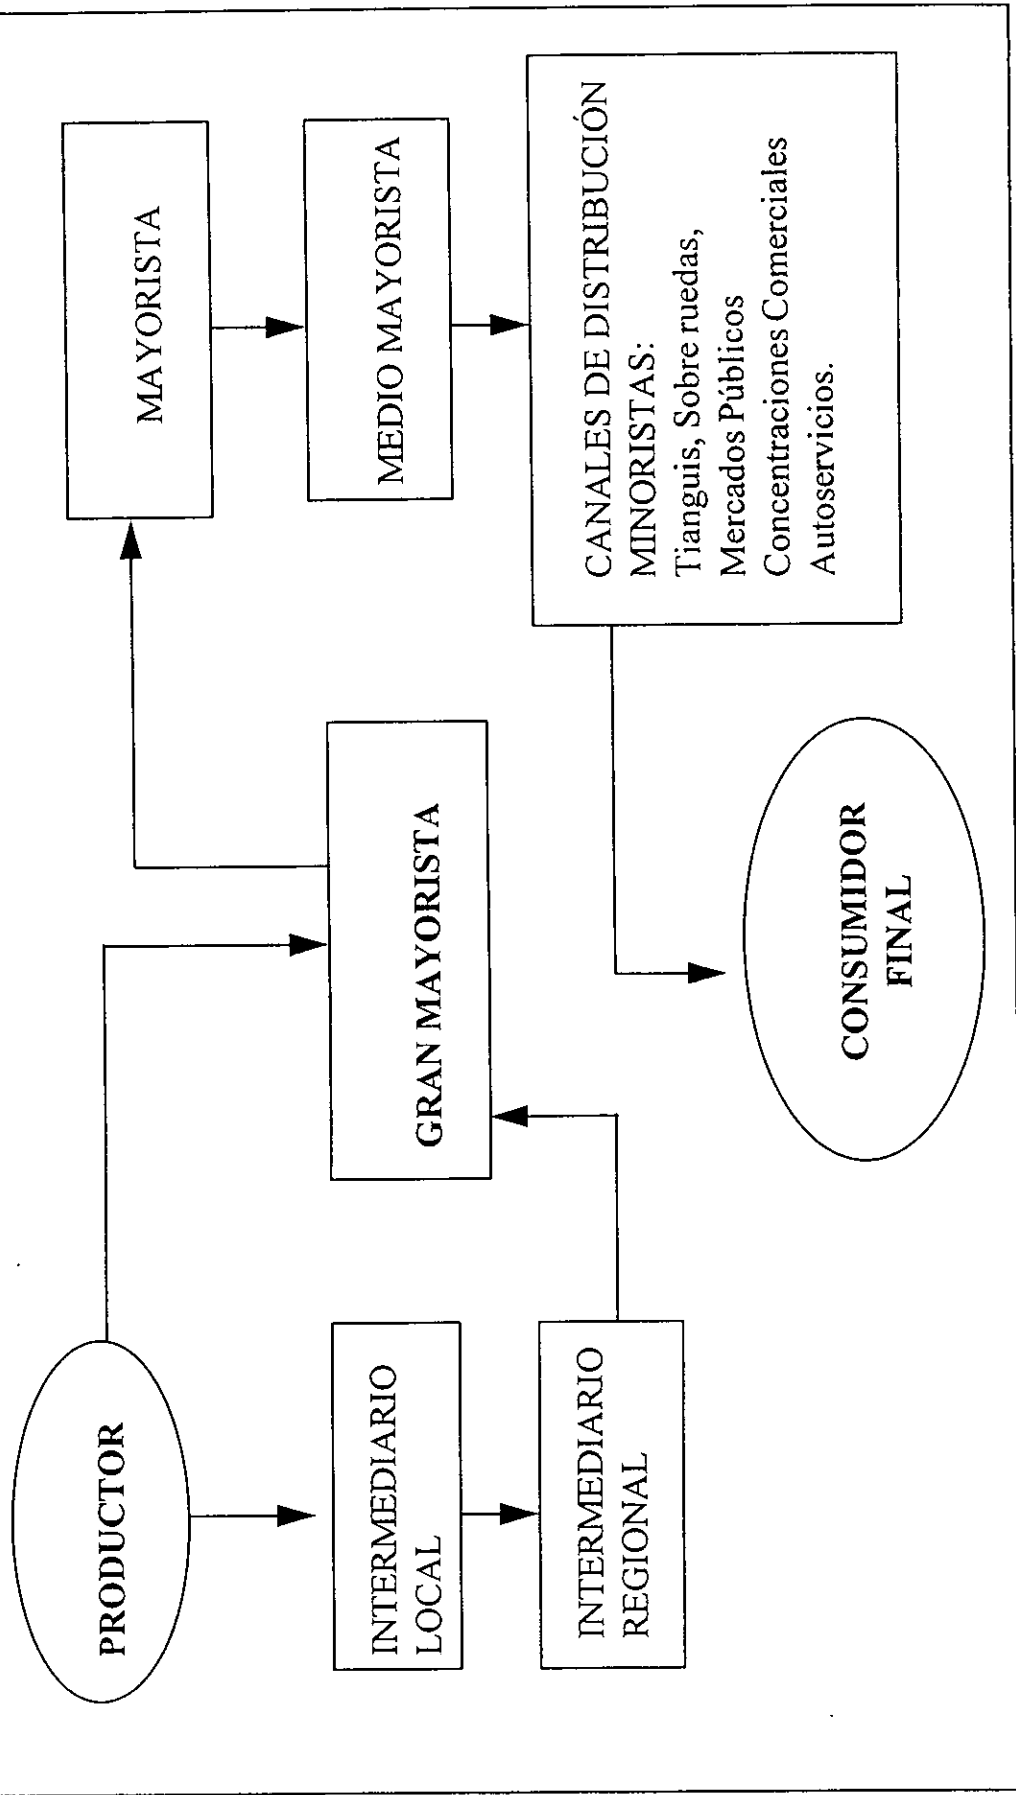 PRODUCTOR
INTERMEDIARIO
LOCAL
INTERMEDIARIO
REGIONAL
GRAN MAYORISTA
MAYORISTA
MEDIO MAYORISTA
CANALES DE DISTRIBUCIÓN
MINORISTAS:
Tianguis, Sobre ruedas,
Mercados Públicos
Concentraciones Comerciales
Autoservicios.
CONSUMIDOR
FINAL